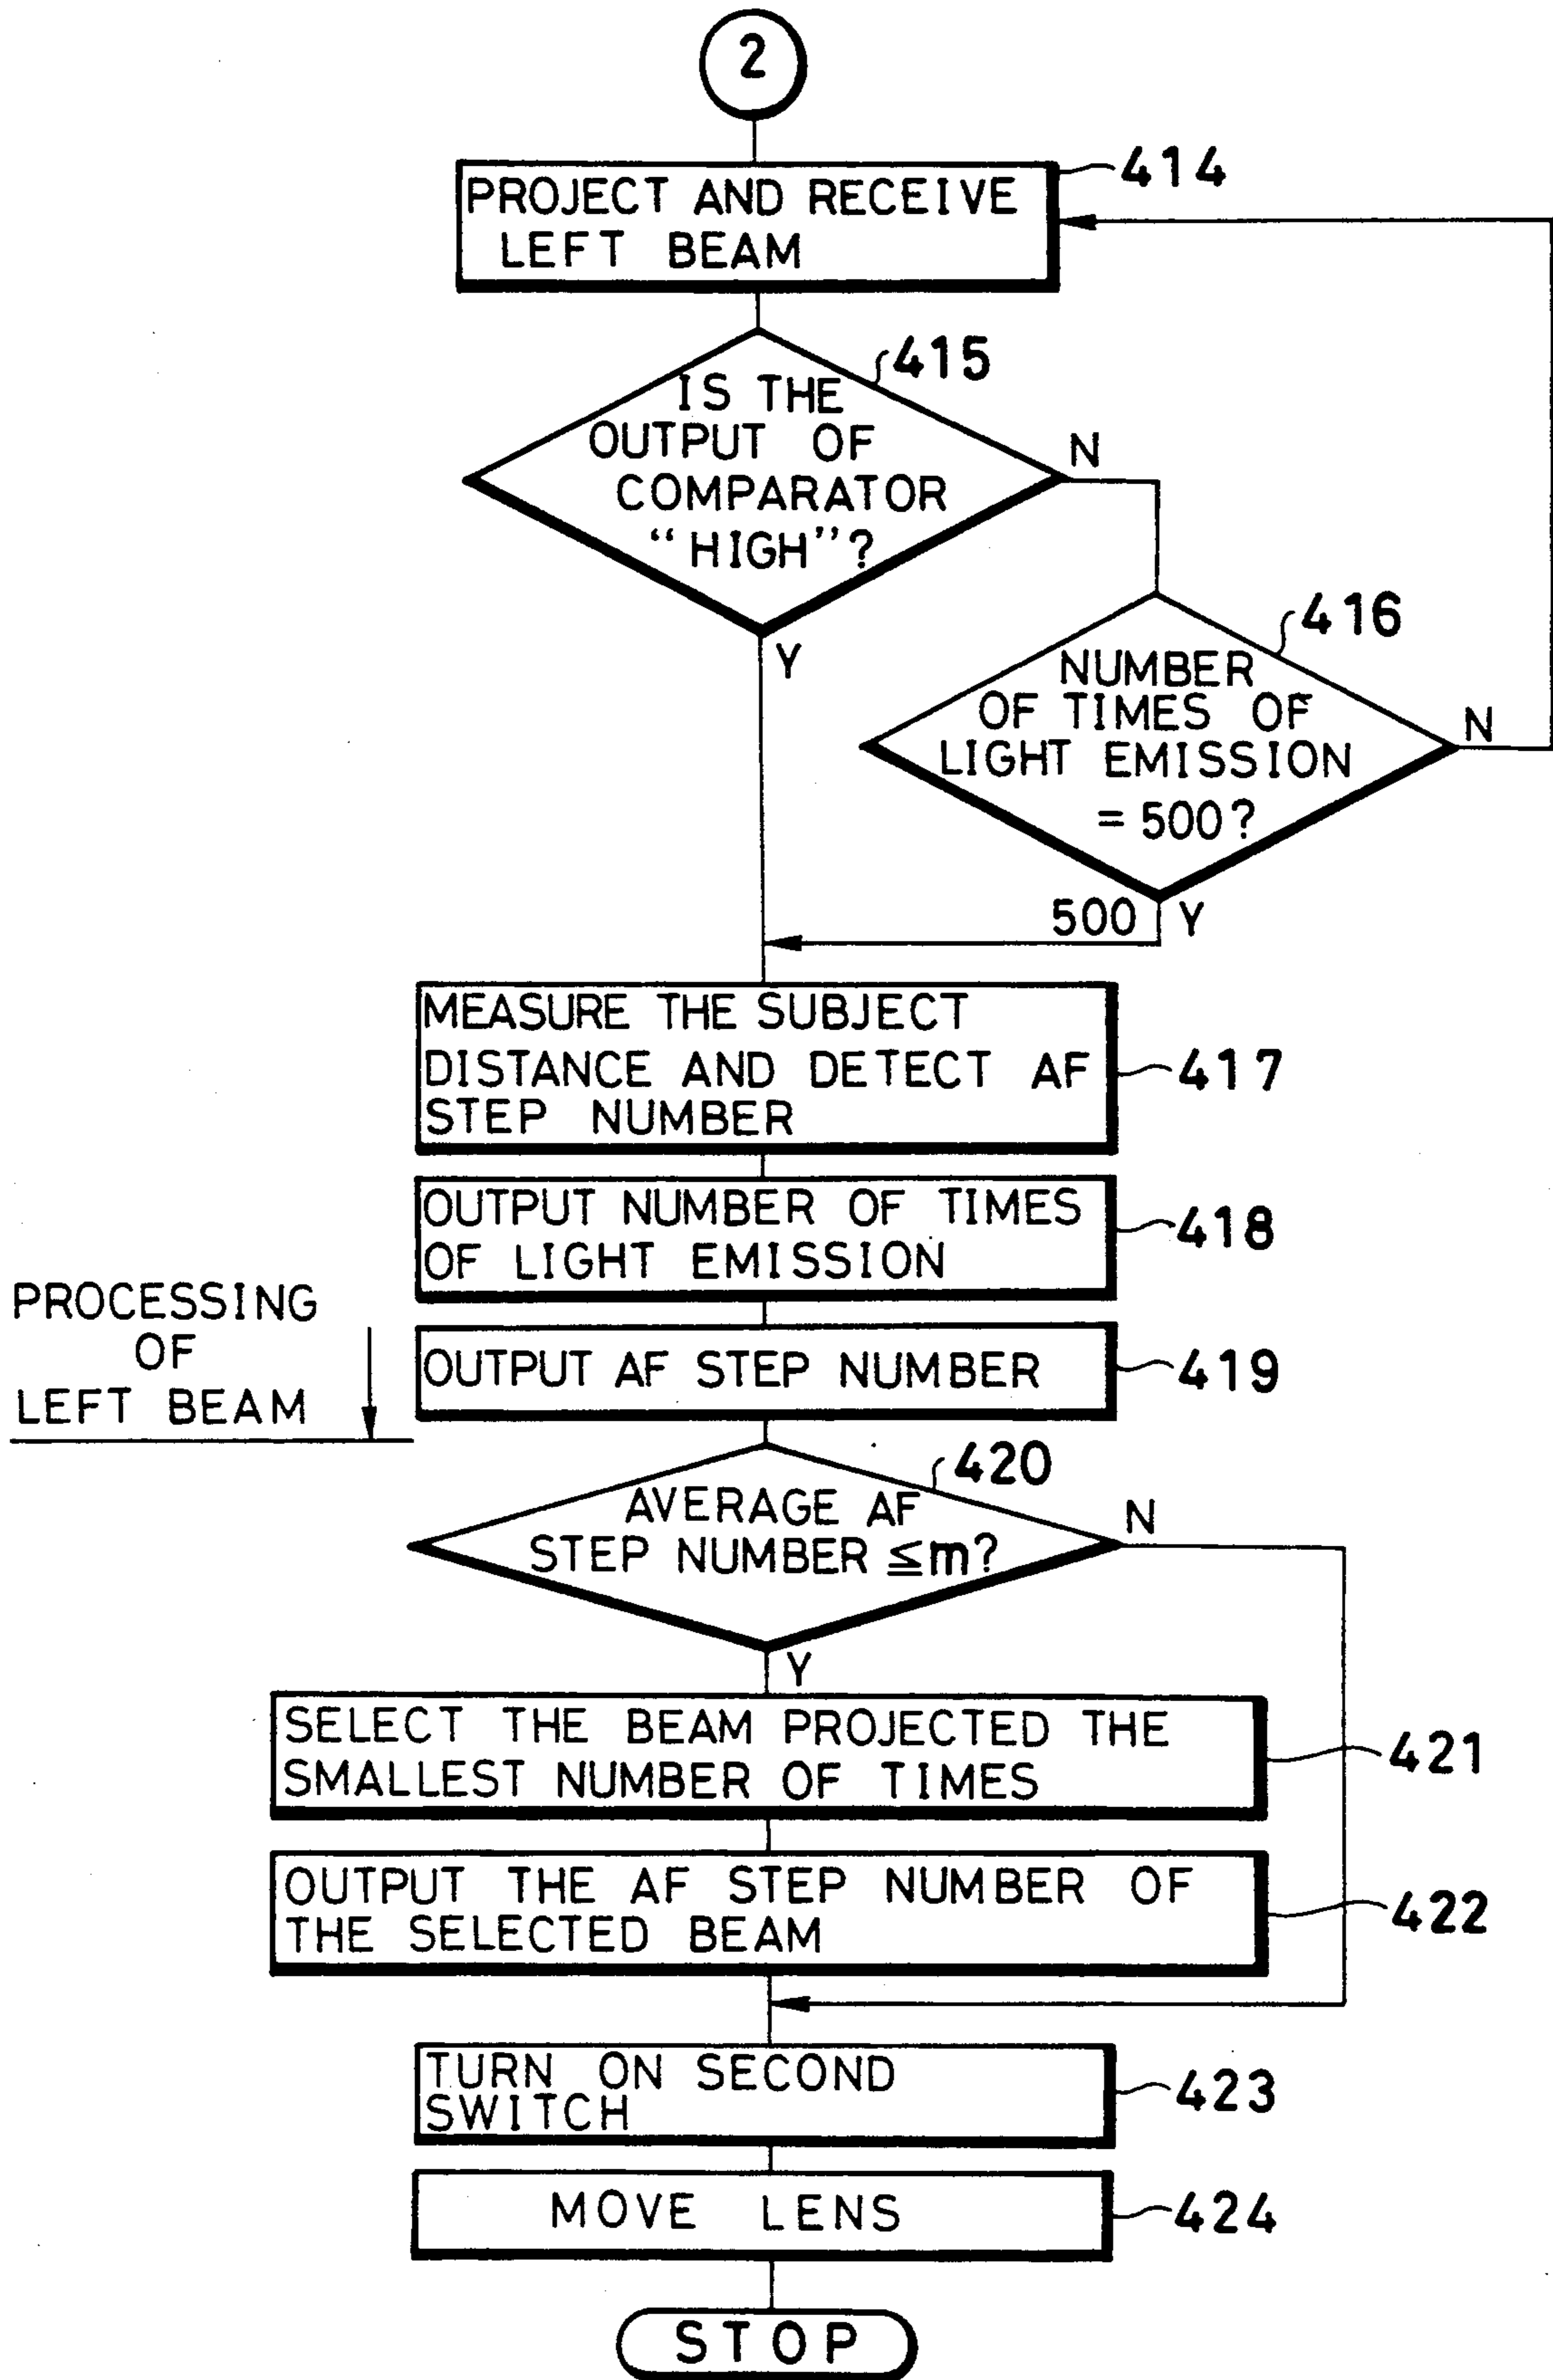 2
PROJECT AND RECEIVE
LEFT BEAM
414
IS THE
OUTPUT OF
COMPARATOR
“HIGH”?
415
N
Y
NUMBER
OF TIMES OF
LIGHT EMISSION
= 500?
416
N
500 Y
MEASURE THE SUBJECT
DISTANCE AND DETECT AF
STEP NUMBER
417
OUTPUT NUMBER OF TIMES
OF LIGHT EMISSION
418
PROCESSING
OF
LEFT BEAM
OUTPUT AF STEP NUMBER
419
AVERAGE AF
STEP NUMBER ≦m?
420
N
Y
SELECT THE BEAM PROJECTED THE
SMALLEST NUMBER OF TIMES
421
OUTPUT THE AF STEP NUMBER OF
THE SELECTED BEAM
422
TURN ON SECOND
SWITCH
423
MOVE LENS
424
STOP